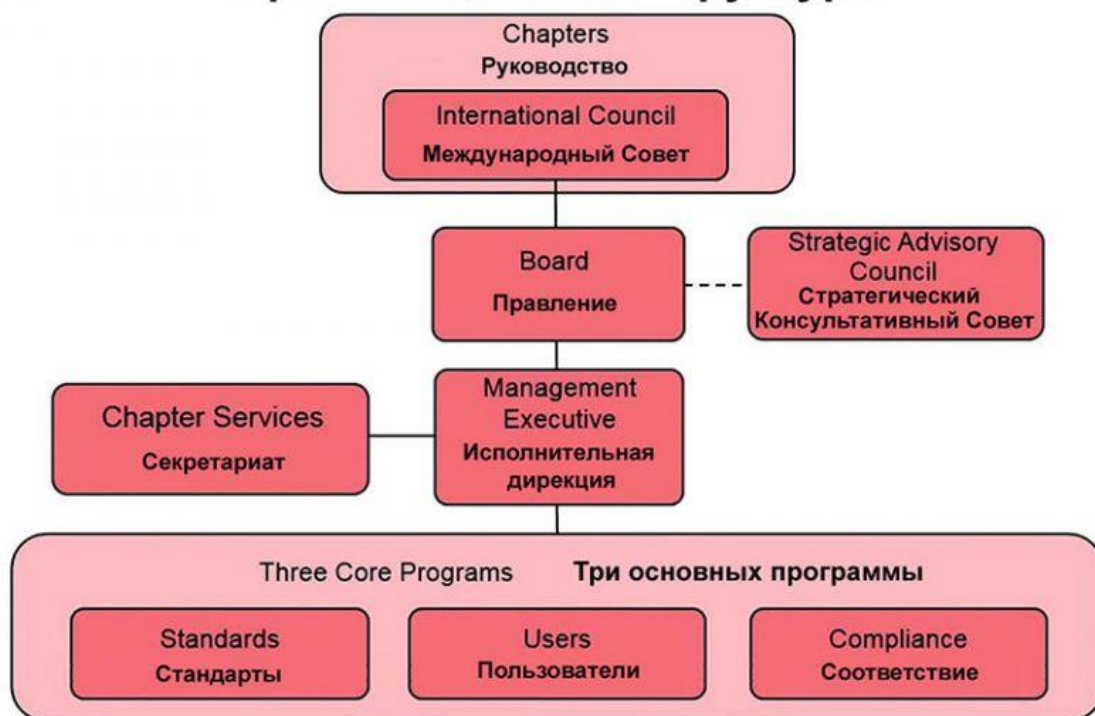 Chapters
Руководство
International Council
Международный Совет
Board
Правление
Strategic Advisory
Council
Стратегический
Консультативный Совет
Chapter Services
Секретариат
Management
Executive
Исполнительная
дирекция
Three Core Programs Три основных программы
Standards
Стандарты
Users
Пользователи
Compliance
Соответствие